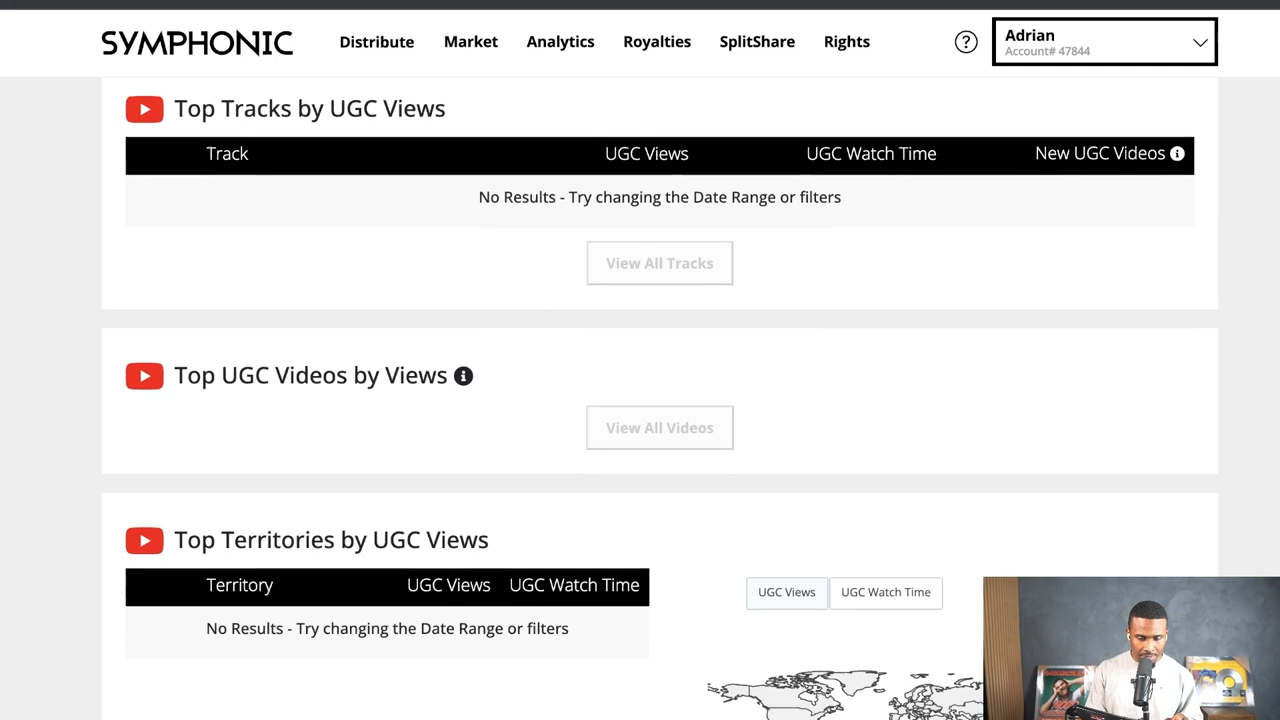 SYMPHONIC
Distribute
Market
Analytics
Royalties
SplitShare
Rights
?
Adrian
Account# 47844
Top Tracks by UGC Views
Track UGC Views UGC Watch Time New UGC Videos i
No Results - Try changing the Date Range or filters
View All Tracks
Top UGC Videos by Views i
View All Videos
Top Territories by UGC Views
Territory UGC Views UGC Watch Time
No Results - Try changing the Date Range or filters
UGC Views
UGC Watch Time